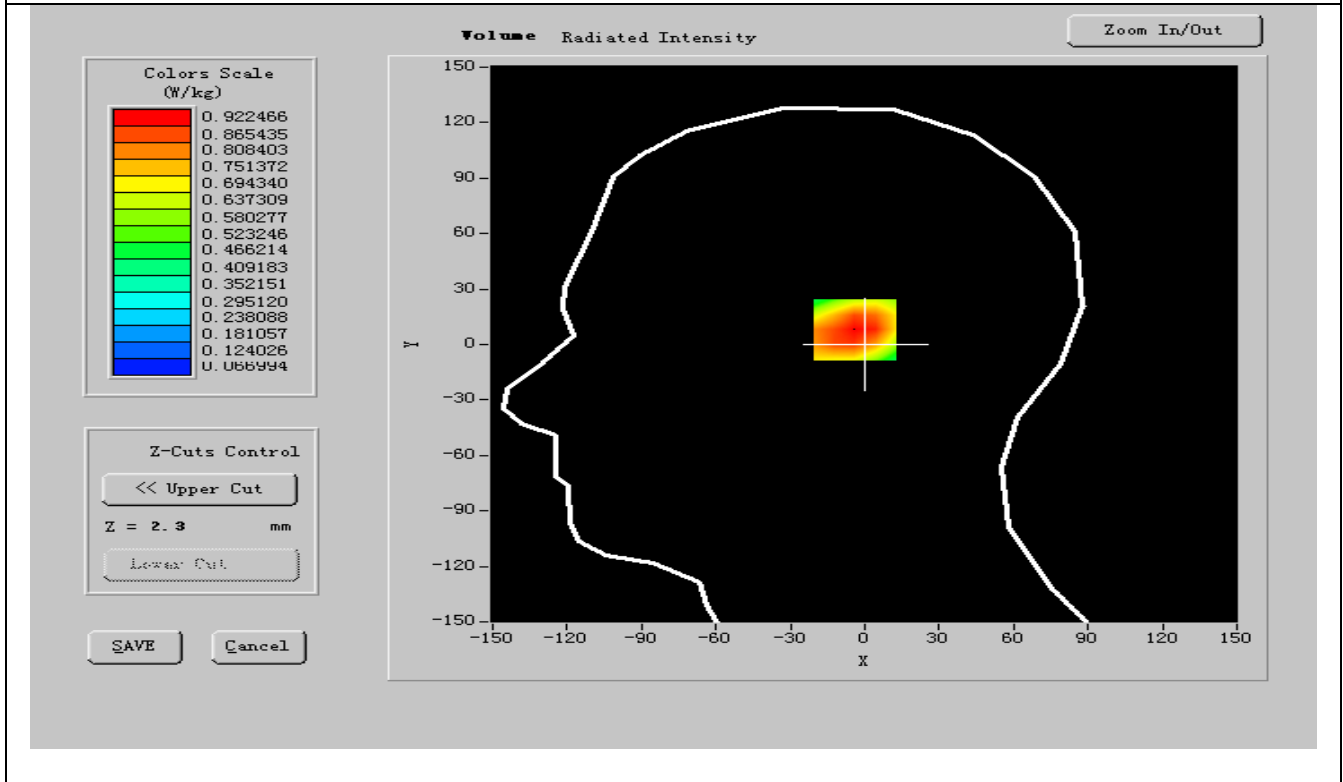 Volume Radiated Intensity
Zoom In/Out
Colors Scale
(W/kg)
0.922466
0.865435
0.808403
0.751372
0.694340
0.637309
0.580277
0.523246
0.466214
0.409183
0.352151
0.295120
0.238088
0.181057
0.124026
0.066994
Z-Cuts Control
<< Upper Cut
Z = 2.3 mm
Lower Cut
SAVE
Cancel
150
120
90
60
30
0
-30
-60
-90
-120
-150
Y
-150 -120 -90 -60 -30 0 30 60 90 120 150
X